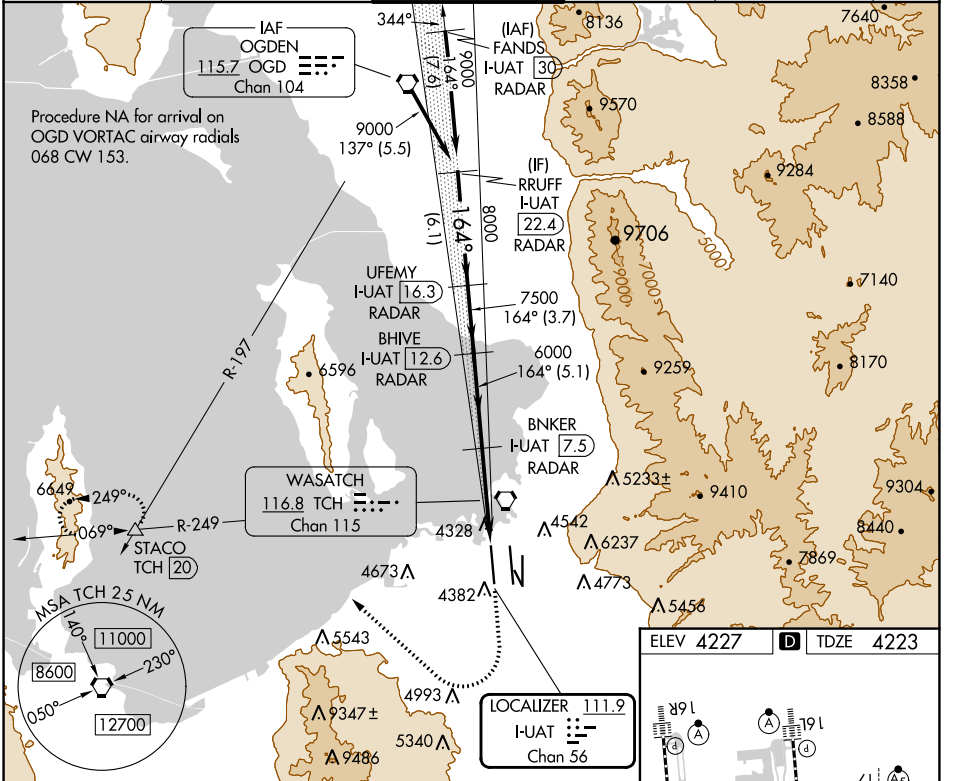 344°
IAF
OGDEN
115.7 OGD
Chan 104
Procedure NA for arrival on
OGD VORTAC airway radials
068 CW 153.
9000
137° (5.5)
164°
9000
(7.6)
(IAF)
FANDS
I-UAT 30
RADAR
8136
7640
8358
8588
9570
9284
(IF)
RRUFF
I-UAT
22.4
RADAR
164°
8000
(6.1)
9706
9000
7000
5000
7140
UFEMY
I-UAT 16.3
RADAR
7500
164° (3.7)
BHIVE
I-UAT 12.6
RADAR
6000
164° (5.1)
R-197
6596
9259
8170
BNKER
I-UAT 7.5
RADAR
5233±
9410
9304
8440
WASATCH
116.8 TCH
Chan 115
6649
249°
069°
R-249
STACO
TCH 20
4328
4542
6237
7869
4673
4382
4773
5456
MSA TCH 25 NM
140°
11000
8600
230°
050°
12700
5543
4993
9347±
5340
9486
LOCALIZER 111.9
I-UAT
Chan 56
ELEV 4227 D TDZE 4223
16R
A
P
A
16L
P
17
A5